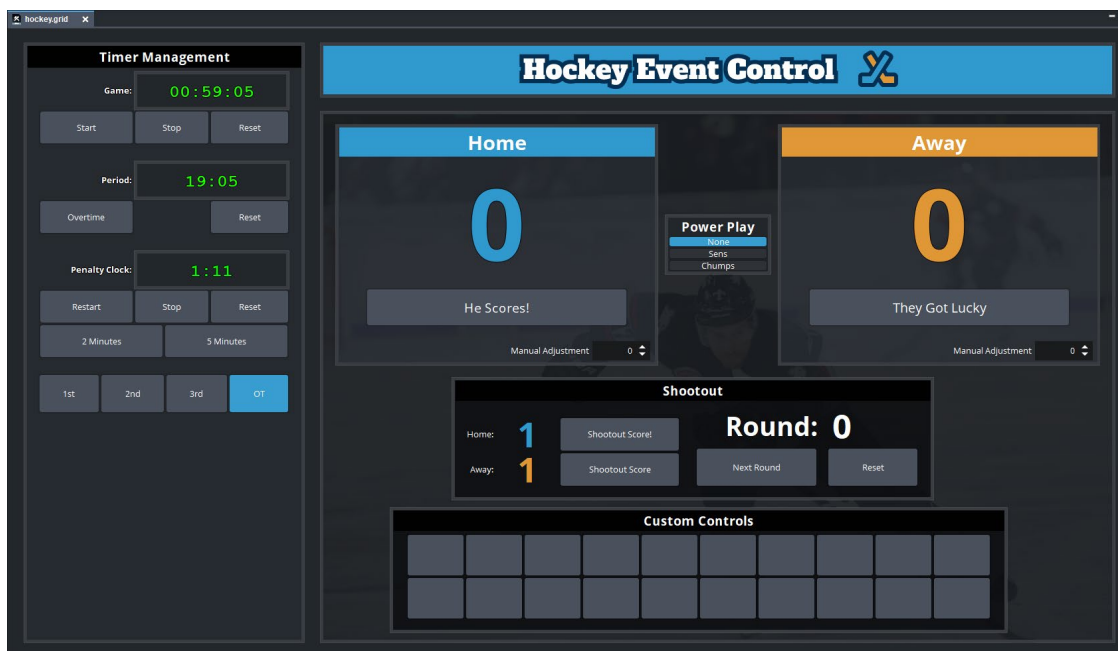 hockey.grid
Timer Management
Game: 00:59:05
Start Stop Reset
Period: 19:05
Overtime Reset
Penalty Clock: 1:11
Restart Stop Reset
2 Minutes 5 Minutes
1st 2nd 3rd OT
Hockey Event Control
Home
0
He Scores!
Manual Adjustment 0
Power Play
None
Sens
Chumps
Away
0
They Got Lucky
Manual Adjustment 0
Shootout
Home: 1 Shootout Score!
Away: 1 Shootout Score
Round: 0
Next Round Reset
Custom Controls